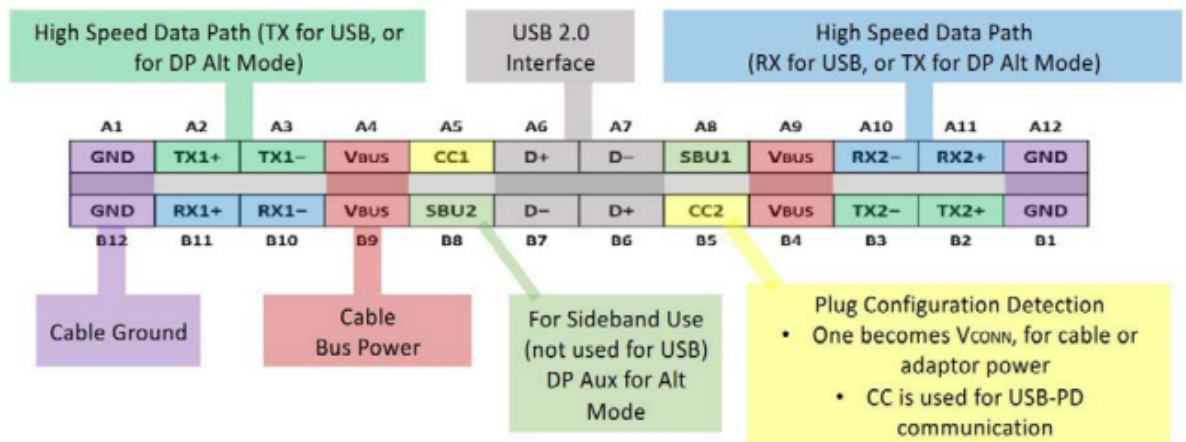 High Speed Data Path (TX for USB, or
for DP Alt Mode)
USB 2.0
Interface
High Speed Data Path
(RX for USB, or TX for DP Alt Mode)
A1 A2 A3 A4 A5 A6 A7 A8 A9 A10 A11 A12
GND TX1+ TX1− VBUS CC1 D+ D− SBU1 VBUS RX2− RX2+ GND
GND RX1+ RX1− VBUS SBU2 D− D+ CC2 VBUS TX2− TX2+ GND
B12 B11 B10 B9 B8 B7 B6 B5 B4 B3 B2 B1
Cable Ground
Cable
Bus Power
For Sideband Use
(not used for USB)
DP Aux for Alt
Mode
Plug Configuration Detection
• One becomes VCONN, for cable or
adaptor power
• CC is used for USB-PD
communication